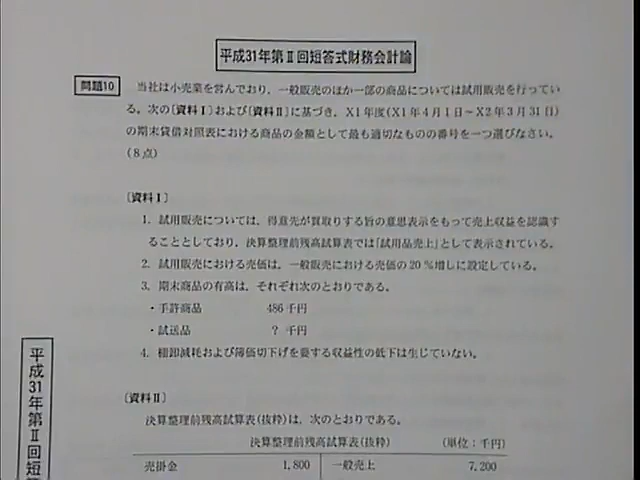 平成31年第Ⅱ回短答式財務会計論
問題10 当社は小売業を営んでおり,一般販売のほか一部の商品については試用販売を行ってい
る。次の〔資料Ⅰ〕および〔資料Ⅱ〕に基づき,X1年度(X1年4月1日~X2年3月31日)
の期末貸借対照表における商品の金額として最も適切なものの番号を一つ選びなさい。
(8点)
〔資料Ⅰ〕
1. 試用販売については,得意先が買取りする旨の意思表示をもって売上収益を認識す
ることとしており,決算整理前残高試算表では「試用品売上」として表示されている。
2. 試用販売における売価は,一般販売における売価の20%増しに設定している。
3. 期末商品の有高は,それぞれ次のとおりである。
・手許商品 486千円
・試送品 ?千円
4. 棚卸減耗および簿価切下げを要する収益性の低下は生じていない。
〔資料Ⅱ〕
決算整理前残高試算表(抜粋)は,次のとおりである。
決算整理前残高試算表(抜粋) (単位:千円)
売掛金 1,800 一般売上 7,200
平成31年第Ⅱ回短